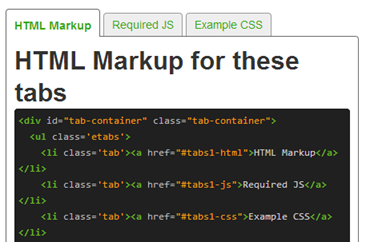 HTML Markup Required JS Example CSS
HTML Markup for these
tabs
<div id="tab-container" class="tab-container">
<ul class='etabs'>
<li class='tab'><a href="#tabs1-html">HTML Markup</a>
</li>
<li class='tab'><a href="#tabs1-js">Required JS</a>
</li>
<li class='tab'><a href="#tabs1-css">Example CSS</a>
</li>